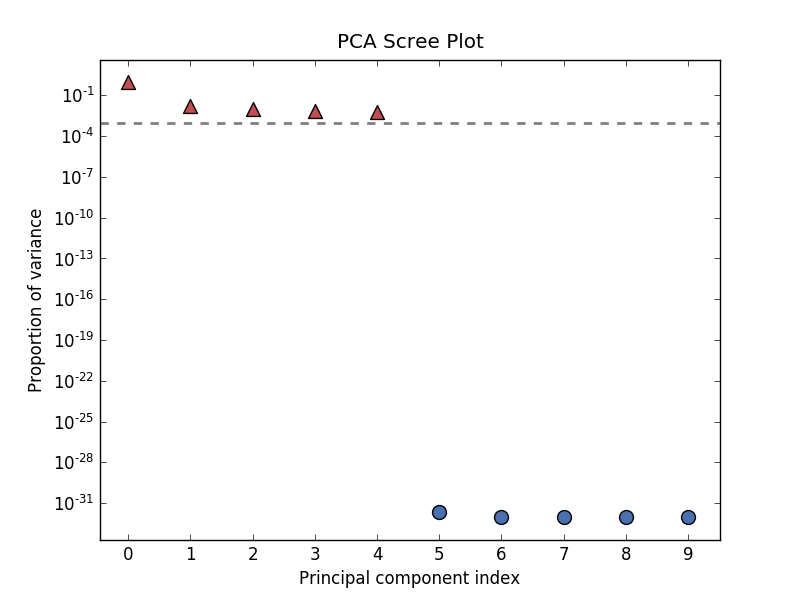 PCA Scree Plot
Proportion of variance
10^-1
10^-4
10^-7
10^-10
10^-13
10^-16
10^-19
10^-22
10^-25
10^-28
10^-31
0 1 2 3 4 5 6 7 8 9
Principal component index